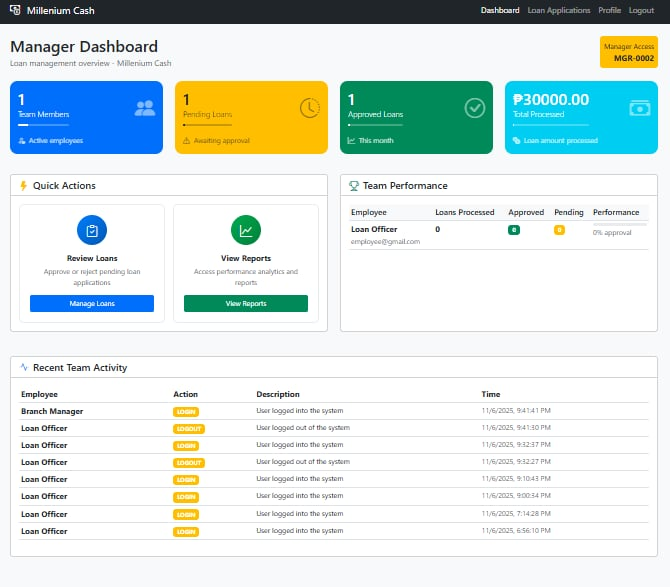 Millenium Cash
Dashboard Loan Applications Profile Logout
Manager Dashboard
Loan management overview · Millenium Cash
Manager Access
MGR-0002
1
Team Members
Active employees
1
Pending Loans
Awaiting approval
1
Approved Loans
This month
₱30000.00
Total Processed
Loan amount processed
Quick Actions
Review Loans
Approve or reject pending loan
applications
Manage Loans
View Reports
Access performance analytics and
reports
View Reports
Team Performance
Employee Loans Processed Approved Pending Performance
Loan Officer 0 0 0
employee@gmail.com 0% approval
Recent Team Activity
Employee Action Description Time
Branch Manager LOGIN User logged into the system 11/6/2025, 9:41:41 PM
Loan Officer LOGOUT User logged out of the system 11/6/2025, 9:41:30 PM
Loan Officer LOGIN User logged into the system 11/6/2025, 9:32:37 PM
Loan Officer LOGOUT User logged out of the system 11/6/2025, 9:32:27 PM
Loan Officer LOGIN User logged into the system 11/6/2025, 9:10:43 PM
Loan Officer LOGIN User logged into the system 11/6/2025, 9:00:34 PM
Loan Officer LOGIN User logged into the system 11/6/2025, 7:14:28 PM
Loan Officer LOGIN User logged into the system 11/6/2025, 6:56:10 PM